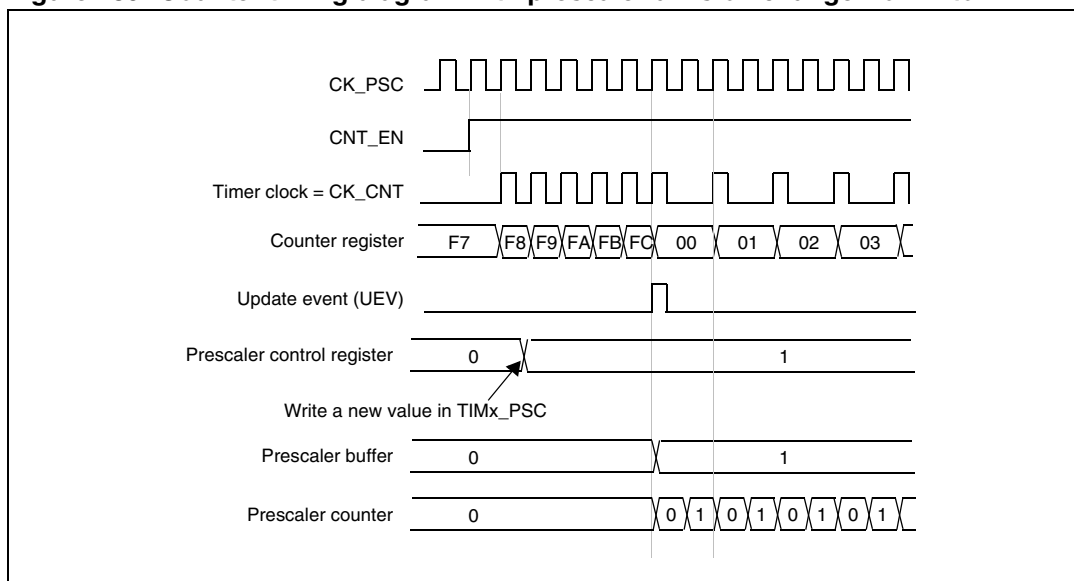 CK_PSC
CNT_EN
Timer clock = CK_CNT
Counter register F7 F8 F9 FA FB FC 00 01 02 03
Update event (UEV)
Prescaler control register 0 1
Write a new value in TIMx_PSC
Prescaler buffer 0 1
Prescaler counter 0 0 1 0 1 0 1 0 1